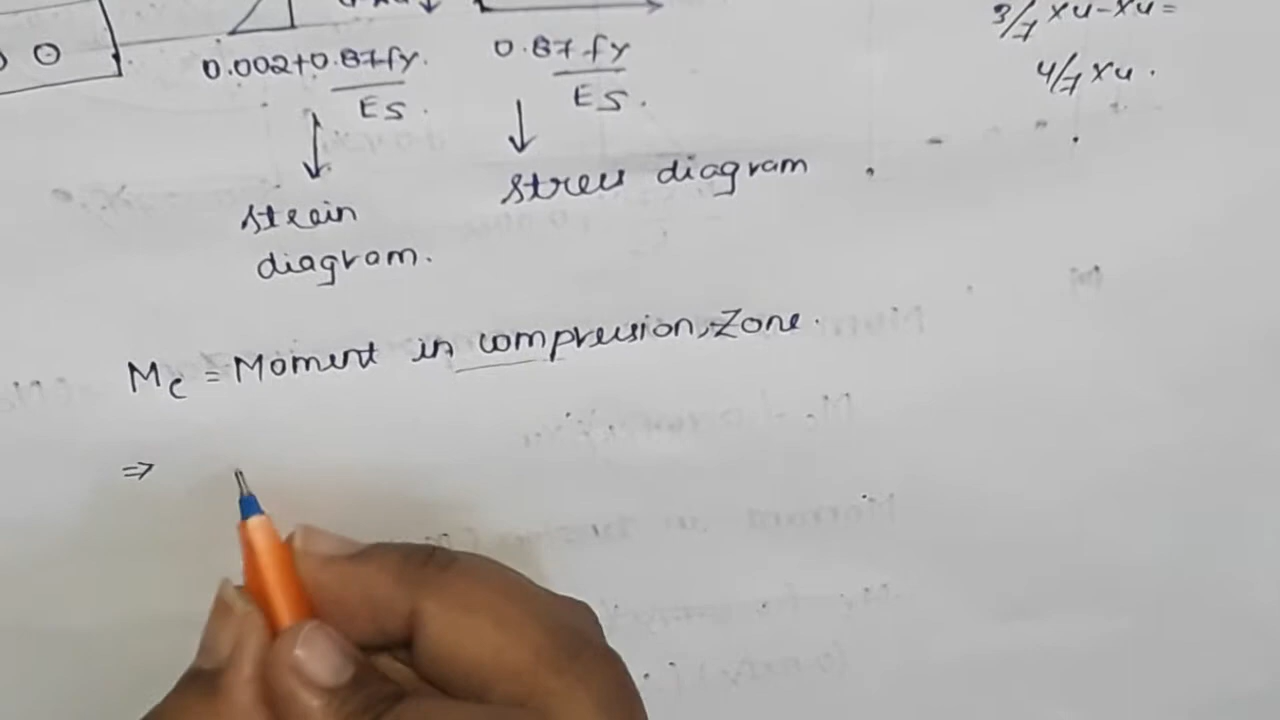 3/7 xu-xu =
4/7 xu.
0.002+0.87fy.
ES.
0.87fy
ES.
stress diagram
strain
diagram.
Mc = Moment in compression, Zone.
⇒